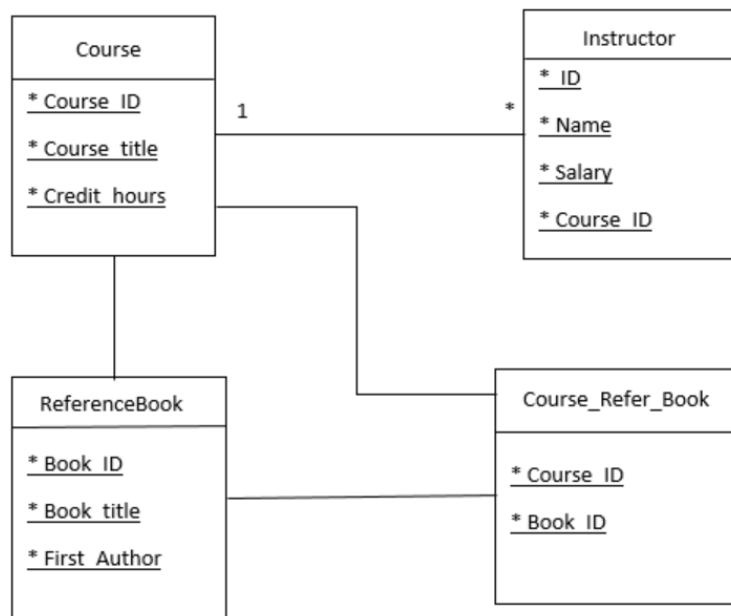 Course
* Course_ID
* Course_title
* Credit_hours
1
*
Instructor
* ID
* Name
* Salary
* Course_ID
ReferenceBook
* Book_ID
* Book_title
* First_Author
Course_Refer_Book
* Course_ID
* Book_ID